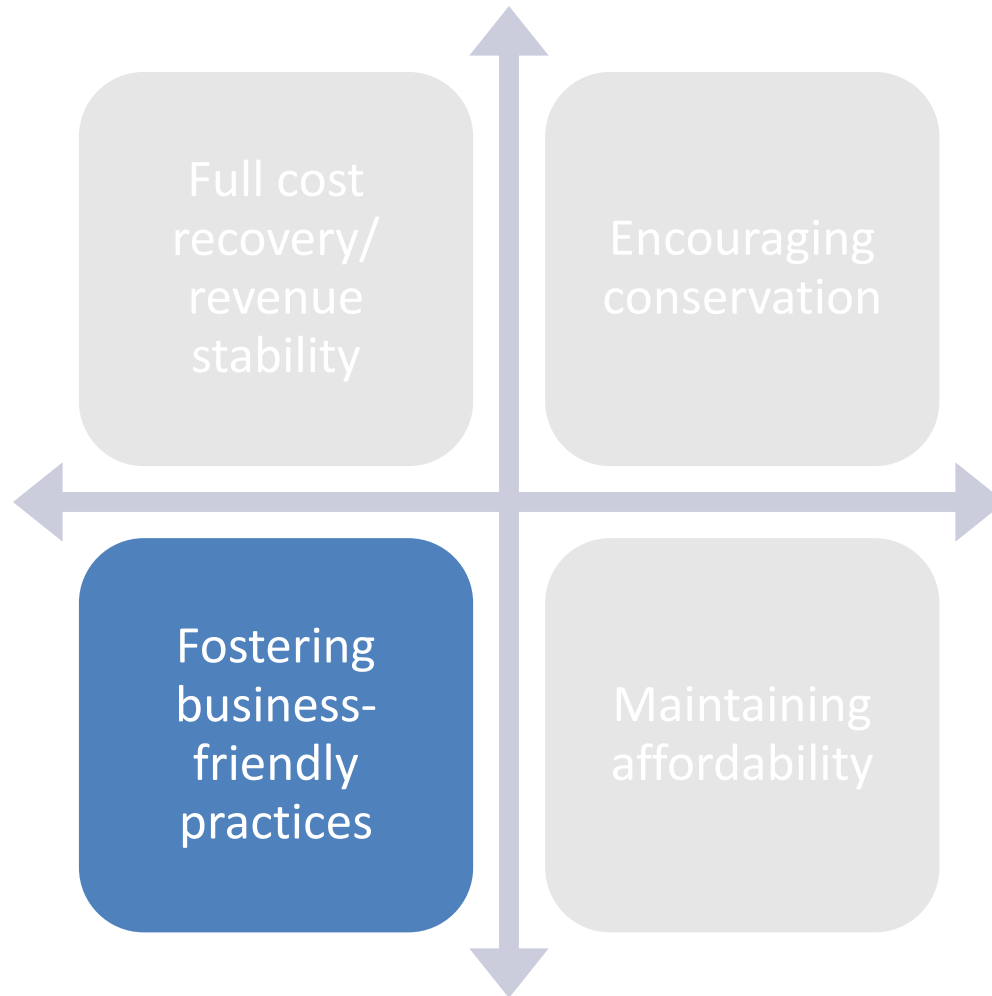 Full cost
recovery/
revenue
stability
Encouraging
conservation
Fostering
business-
friendly
practices
Maintaining
affordability